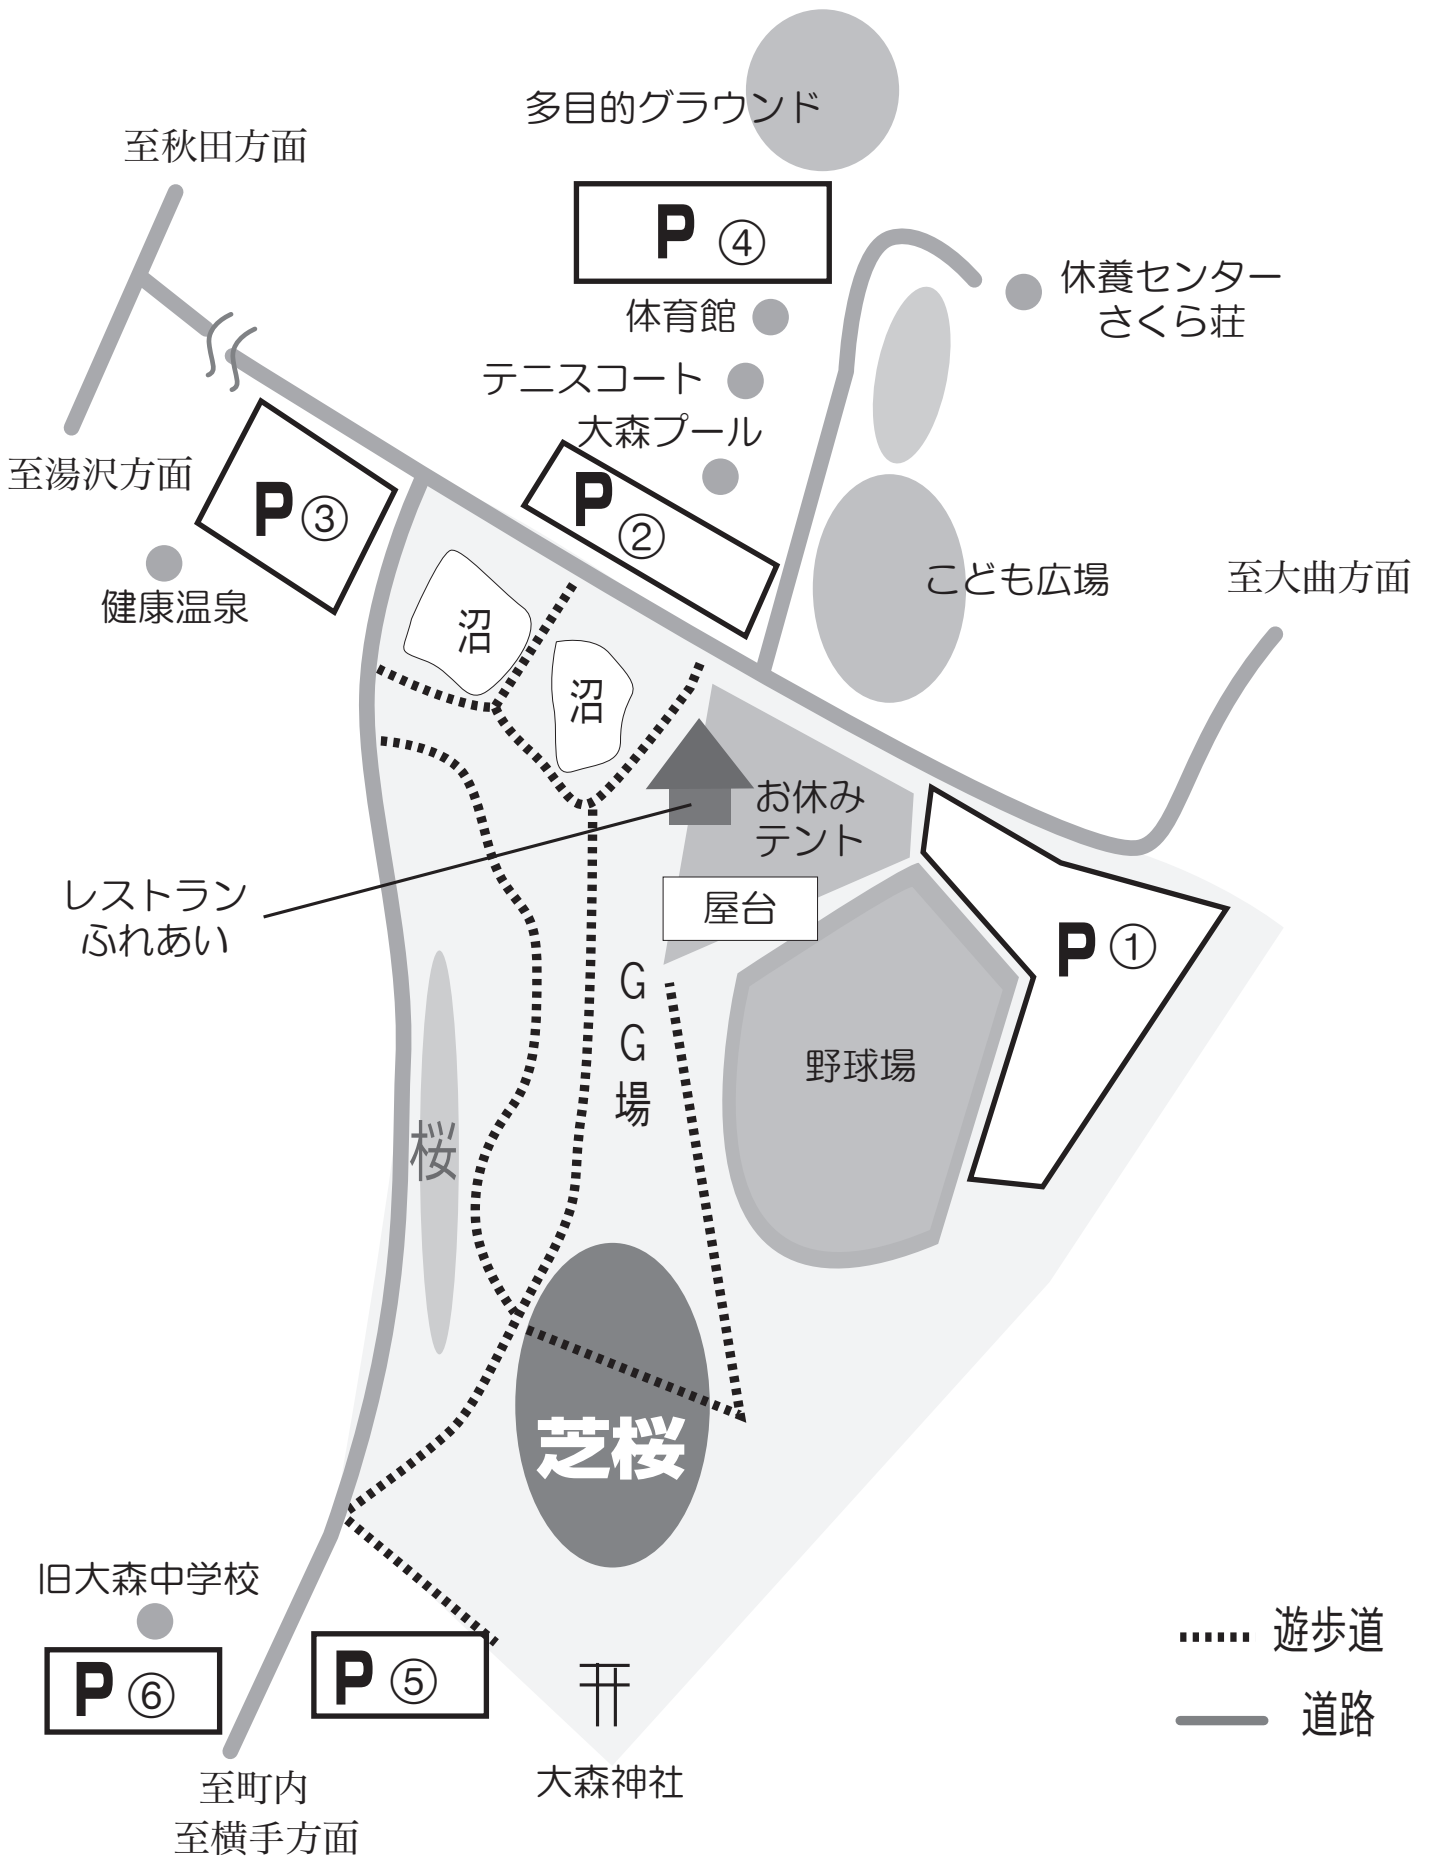 多目的グラウンド
至秋田方面
P ④
休養センター
さくら荘
体育館
テニスコート
大森プール
至湯沢方面
P ③
P ②
健康温泉
こども広場
至大曲方面
沼
沼
お休み
テント
レストラン
ふれあい
屋台
P ①
GG場
野球場
桜
芝桜
旧大森中学校
P ⑥
P ⑤
遊歩道
道路
大森神社
至町内
至横手方面